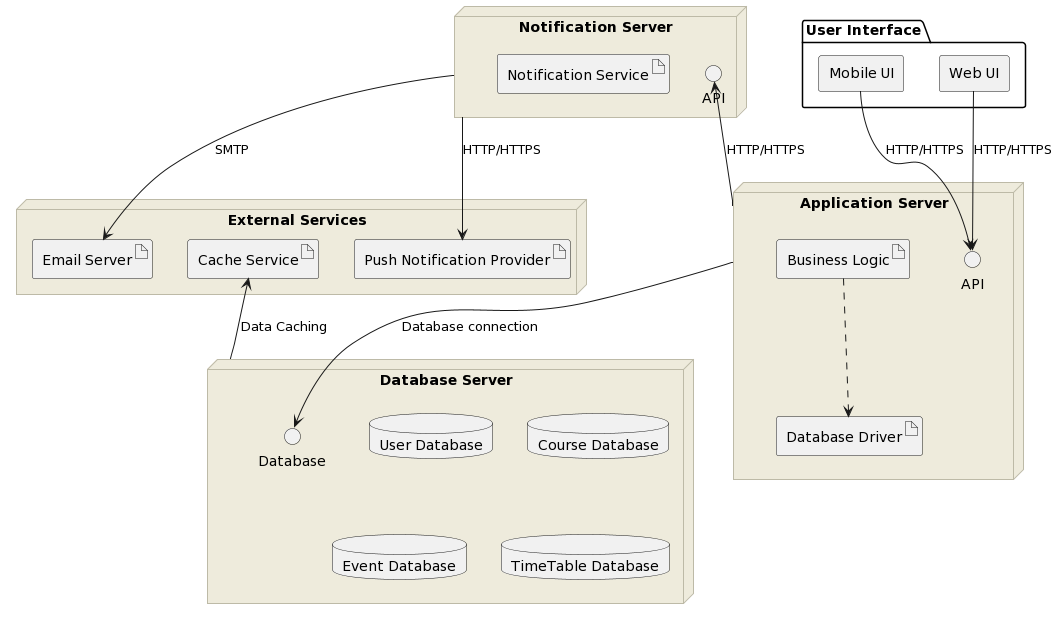 Notification Server
User Interface
Notification Service
API
Mobile UI
Web UI
SMTP
HTTP/HTTPS
HTTP/HTTPS
HTTP/HTTPS
HTTP/HTTPS
External Services
Application Server
Email Server
Cache Service
Push Notification Provider
Business Logic
API
Data Caching
Database connection
Database Server
Database
User Database
Course Database
Database Driver
Event Database
TimeTable Database